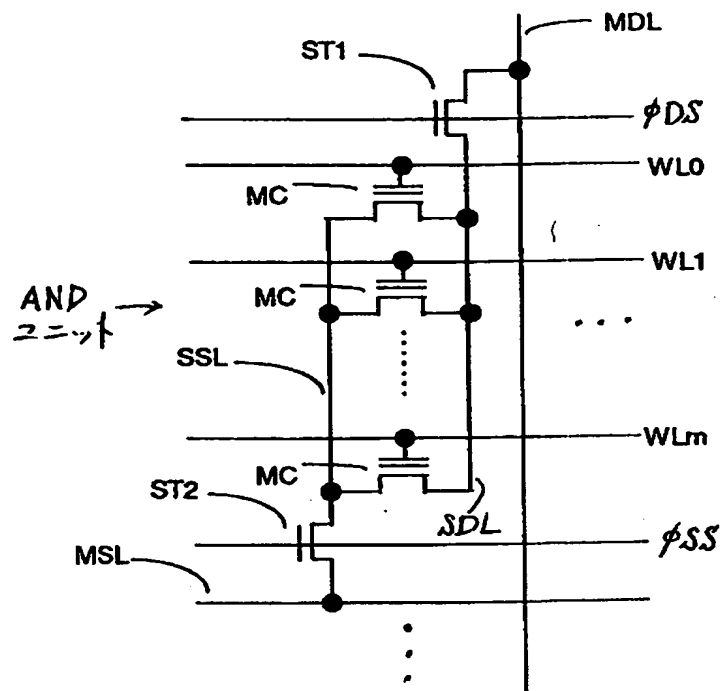 MDL
ST1
φDS
WL0
MC
WL1
MC
AND
ユニット
SSL
WLm
MC
ST2
SDL
φSS
MSL